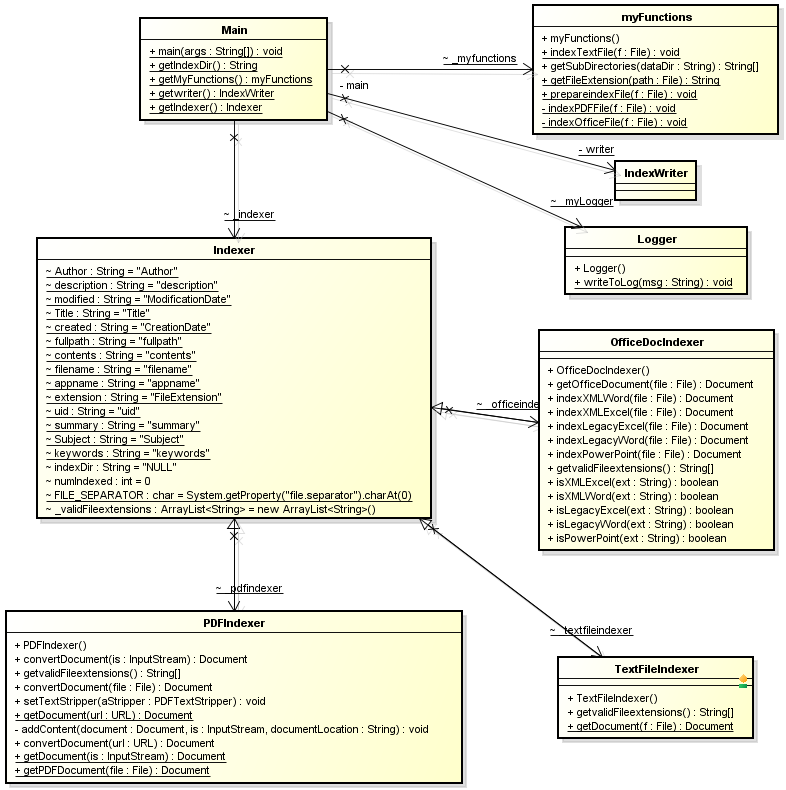 Main
+ main(args : String[]) : void
+ getIndexDir() : String
+ getMyFunctions() : myFunctions
+ getwriter() : IndexWriter
+ getIndexer() : Indexer
~ _myfunctions
- main
myFunctions
+ myFunctions()
+ indexTextFile(f : File) : void
+ getSubDirectories(dataDir : String) : String[]
+ getFileExtension(path : File) : String
+ prepareindexFile(f : File) : void
- indexPDFFile(f : File) : void
- indexOfficeFile(f : File) : void
- writer
IndexWriter
~ _myLogger
Logger
+ Logger()
+ writeToLog(msg : String) : void
~ _indexer
Indexer
~ Author : String = "Author"
~ description : String = "description"
~ modified : String = "ModificationDate"
~ Title : String = "Title"
~ created : String = "CreationDate"
~ fullpath : String = "fullpath"
~ contents : String = "contents"
~ filename : String = "filename"
~ appname : String = "appname"
~ extension : String = "FileExtension"
~ uid : String = "uid"
~ summary : String = "summary"
~ Subject : String = "Subject"
~ keywords : String = "keywords"
~ indexDir : String = "NULL"
~ numIndexed : int = 0
~ FILE_SEPARATOR : char = System.getProperty("file.separator").charAt(0)
~ _validFileextensions : ArrayList<String> = new ArrayList<String>()
~ _officeinde
OfficeDocIndexer
+ OfficeDocIndexer()
+ getOfficeDocument(file : File) : Document
+ indexXMLWord(file : File) : Document
+ indexXMLExcel(file : File) : Document
+ indexLegacyExcel(file : File) : Document
+ indexLegacyWord(file : File) : Document
+ indexPowerPoint(file : File) : Document
+ getvalidFileextensions() : String[]
+ isXMLExcel(ext : String) : boolean
+ isXMLWord(ext : String) : boolean
+ isLegacyExcel(ext : String) : boolean
+ isLegacyWord(ext : String) : boolean
+ isPowerPoint(ext : String) : boolean
~ _pdfindexer
PDFIndexer
+ PDFIndexer()
+ convertDocument(is : InputStream) : Document
+ getvalidFileextensions() : String[]
+ convertDocument(file : File) : Document
+ setTextStripper(aStripper : PDFTextStripper) : void
+ getDocument(url : URL) : Document
- addContent(document : Document, is : InputStream, documentLocation : String) : void
+ convertDocument(url : URL) : Document
+ getDocument(is : InputStream) : Document
+ getPDFDocument(file : File) : Document
~ _textfileindexer
TextFileIndexer
+ TextFileIndexer()
+ getvalidFileextensions() : String[]
+ getDocument(f : File) : Document